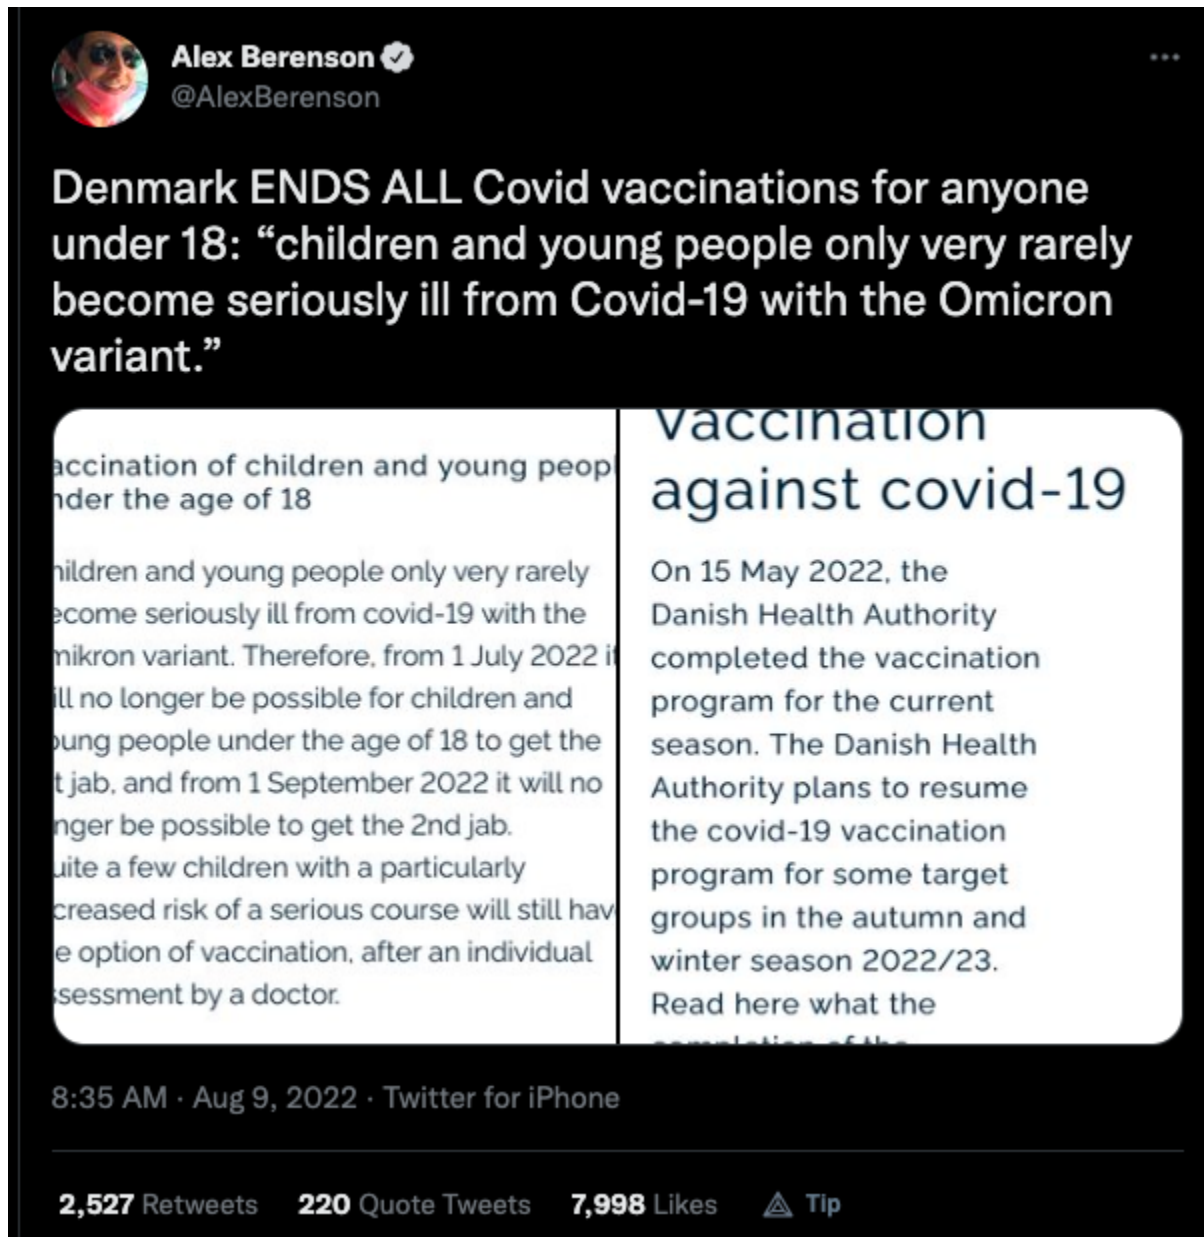 Alex Berenson
@AlexBerenson
Denmark ENDS ALL Covid vaccinations for anyone
under 18: “children and young people only very rarely
become seriously ill from Covid-19 with the Omicron
variant.”
accination of children and young peopl
nder the age of 18
hildren and young people only very rarely
ecome seriously ill from covid-19 with the
mikron variant. Therefore, from 1 July 2022 it
ill no longer be possible for children and
oung people under the age of 18 to get the
t jab, and from 1 September 2022 it will no
nger be possible to get the 2nd jab.
uite a few children with a particularly
creased risk of a serious course will still hav
e option of vaccination, after an individual
ssessment by a doctor.
vaccination
against covid-19
On 15 May 2022, the
Danish Health Authority
completed the vaccination
program for the current
season. The Danish Health
Authority plans to resume
the covid-19 vaccination
program for some target
groups in the autumn and
winter season 2022/23.
Read here what the
completion of the
8:35 AM · Aug 9, 2022 · Twitter for iPhone
2,527 Retweets 220 Quote Tweets 7,998 Likes Tip